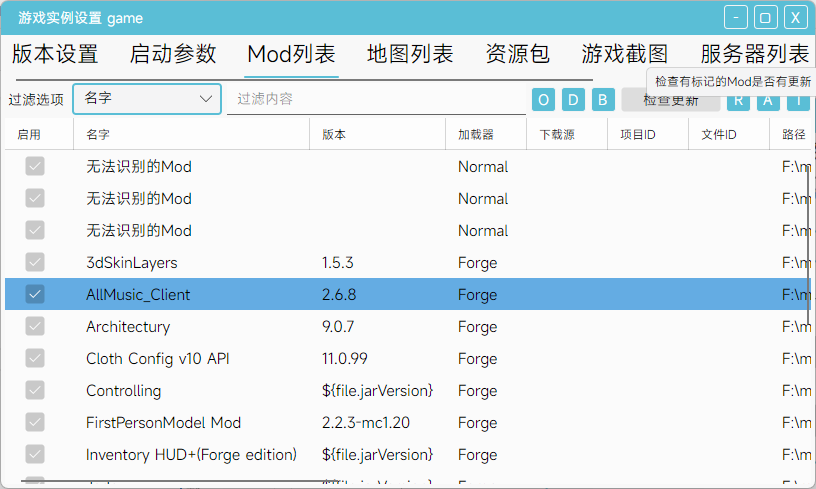 游戏实例设置 game
版本设置 启动参数 Mod列表 地图列表 资源包 游戏截图 服务器列表
检查有标记的Mod是否有更新
过滤选项 名字 过滤内容 O D B 检查更新 R A I
启用 名字 版本 加载器 下载源 项目ID 文件ID 路径
无法识别的Mod Normal F:\m
无法识别的Mod Normal F:\m
无法识别的Mod Normal F:\m
3dSkinLayers 1.5.3 Forge F:\m
AllMusic_Client 2.6.8 Forge F:\m
Architectury 9.0.7 Forge F:\m
Cloth Config v10 API 11.0.99 Forge F:\m
Controlling ${file.jarVersion} Forge F:\m
FirstPersonModel Mod 2.2.3-mc1.20 Forge F:\m
Inventory HUD+(Forge edition) ${file.jarVersion} Forge F:\m